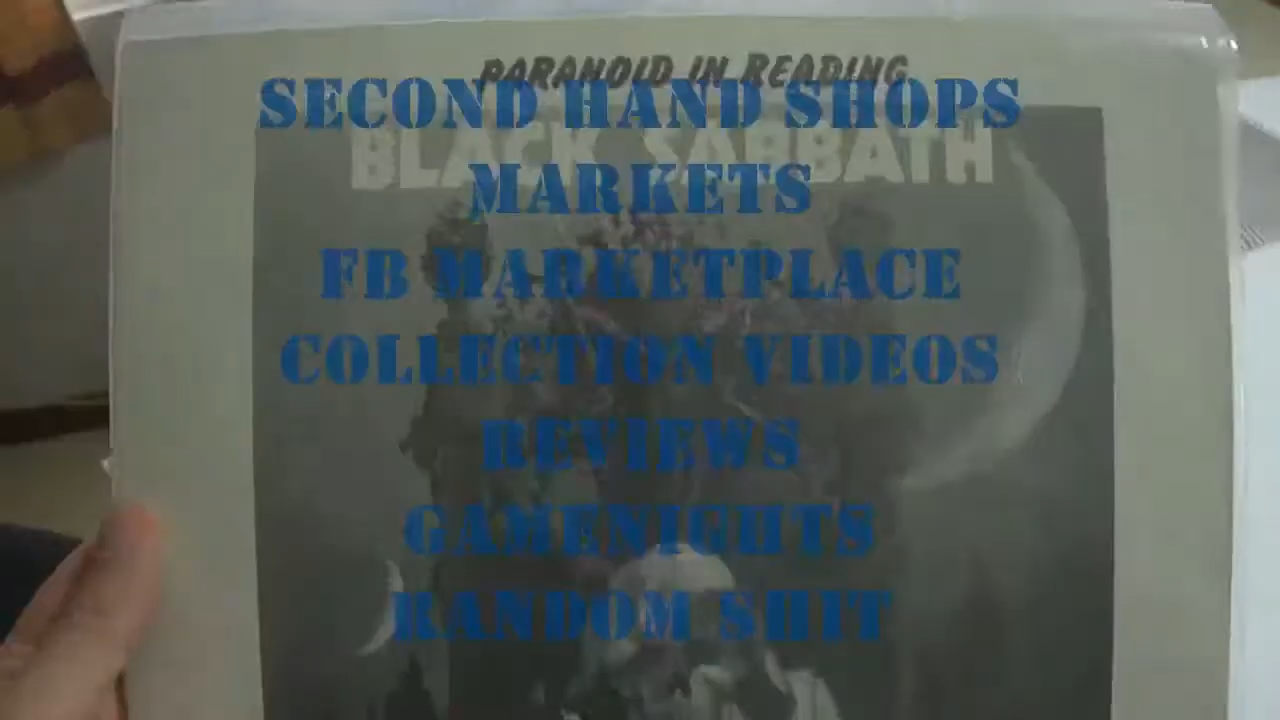 PARANOID IN READING
SECOND HAND SHOPS
BLACK SABBATH
MARKETS
FB MARKETPLACE
COLLECTION VIDEOS
REVIEWS
GAMENIGHTS
RANDOM SHIT